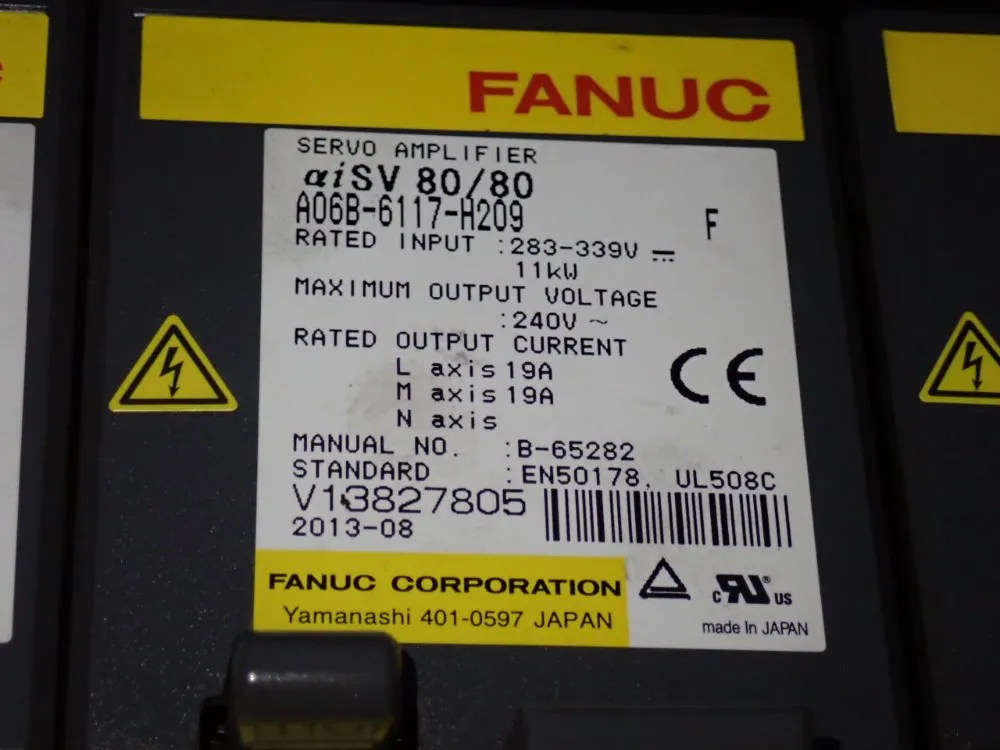 FANUC
SERVO AMPLIFIER
αiSV 80/80
A06B-6117-H209
F
RATED INPUT :283-339V ⎓
11kW
MAXIMUM OUTPUT VOLTAGE
:240V ~
RATED OUTPUT CURRENT
L axis 19A
M axis 19A
N axis
CE
MANUAL NO. :B-65282
STANDARD :EN50178, UL508C
V13827805
2013-08
FANUC CORPORATION
Yamanashi 401-0597 JAPAN
c RU® US
made In JAPAN